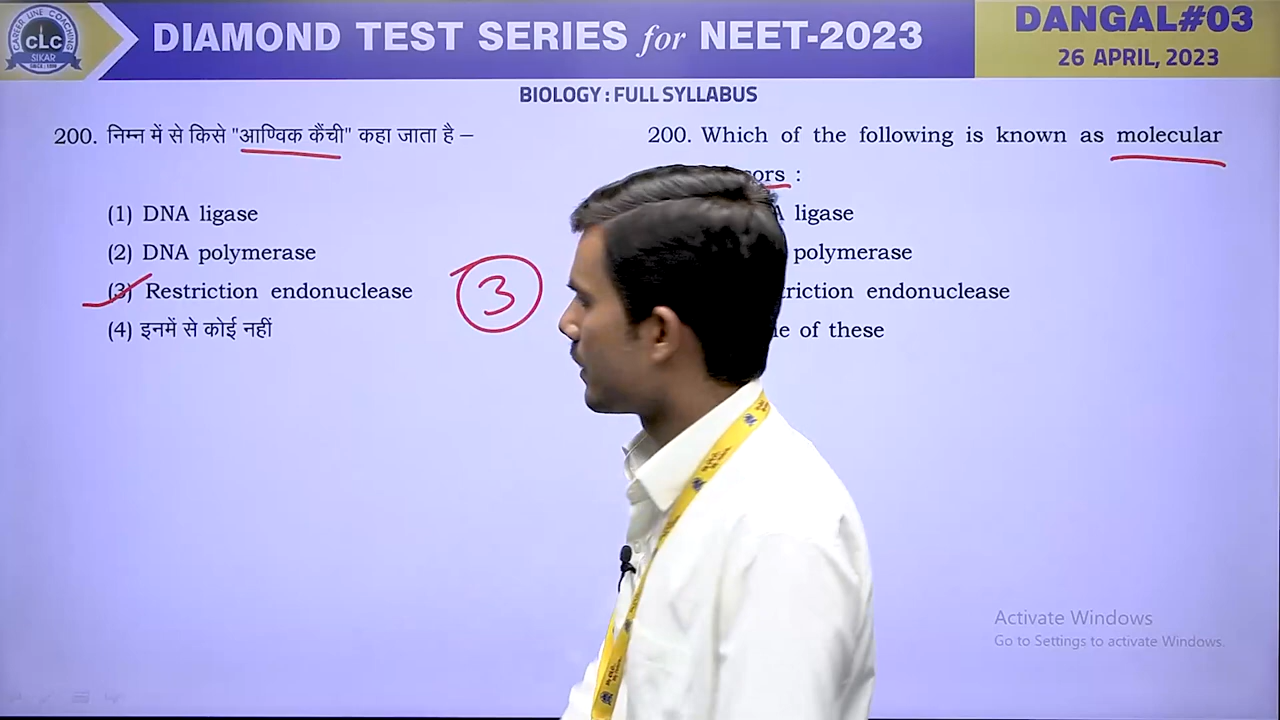 CAREER LINE COACHING
CLC
SIKAR
SINCE : 1996
DIAMOND TEST SERIES for NEET-2023
DANGAL#03
26 APRIL, 2023
BIOLOGY : FULL SYLLABUS
200. निम्न में से किसे "आण्विक कैंची" कहा जाता है –
(1) DNA ligase
(2) DNA polymerase
(3) Restriction endonuclease
(4) इनमें से कोई नहीं
3
200. Which of the following is known as molecular
ors :
ligase
polymerase
triction endonuclease
e of these
Activate Windows
Go to Settings to activate Windows.